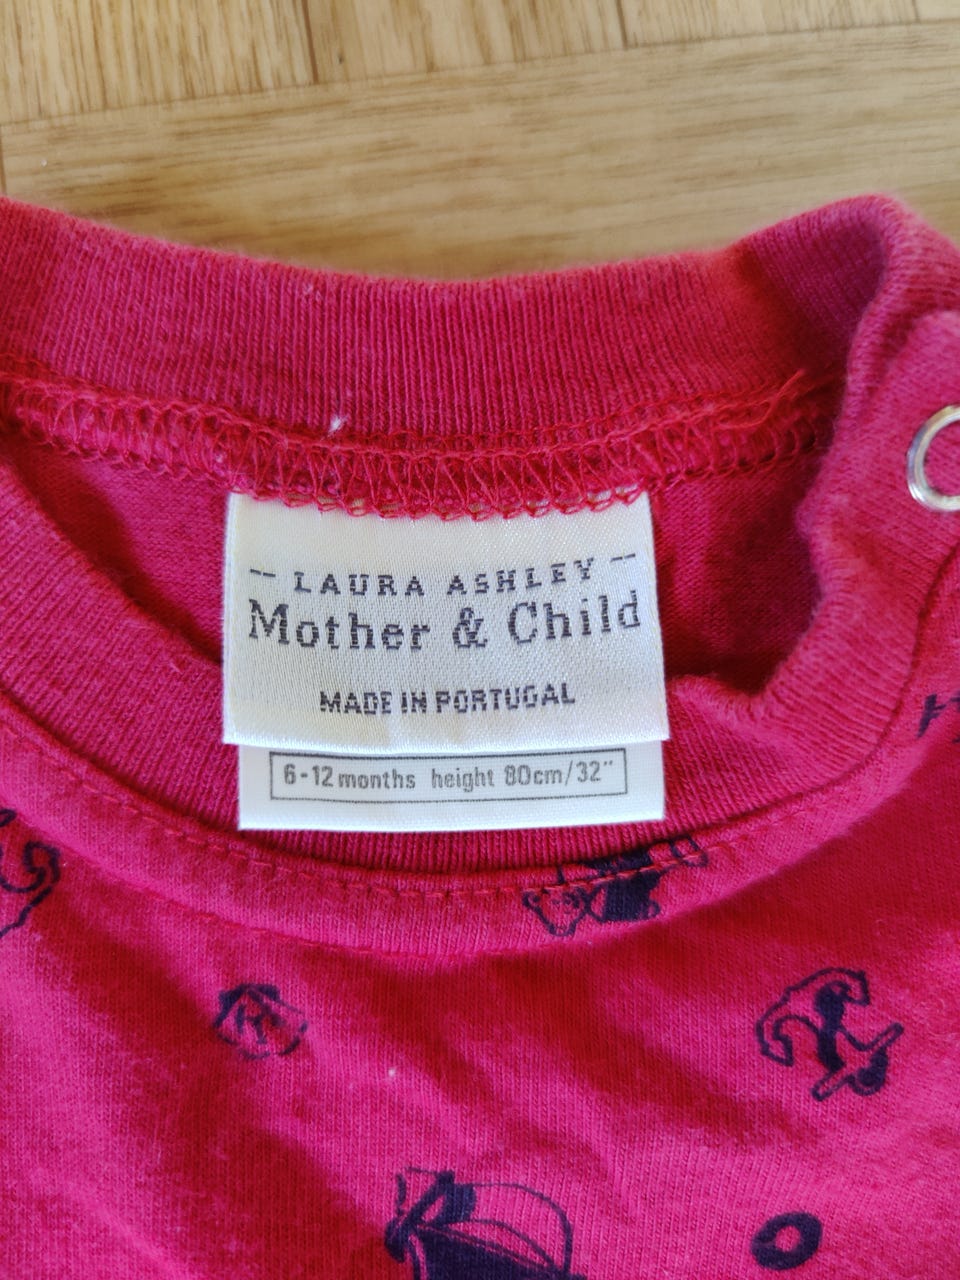 -- LAURA ASHLEY --
Mother & Child
MADE IN PORTUGAL
6-12 months height 80cm/32"